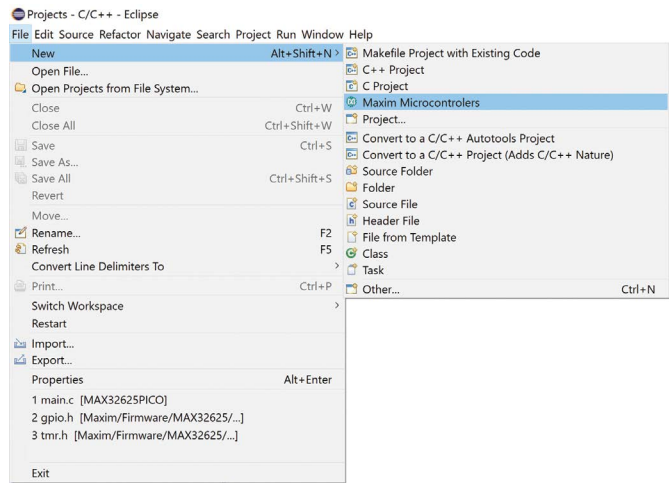 Projects - C/C++ - Eclipse
File Edit Source Refactor Navigate Search Project Run Window Help
New Alt+Shift+N >
Open File...
Open Projects from File System...
Close Ctrl+W
Close All Ctrl+Shift+W
Save Ctrl+S
Save As...
Save All Ctrl+Shift+S
Revert
Move...
Rename... F2
Refresh F5
Convert Line Delimiters To >
Print... Ctrl+P
Switch Workspace >
Restart
Import...
Export...
Properties Alt+Enter
1 main.c [MAX32625PICO]
2 gpio.h [Maxim/Firmware/MAX32625/...]
3 tmr.h [Maxim/Firmware/MAX32625/...]
Exit
Makefile Project with Existing Code
C++ Project
C Project
Maxim Microcontrolers
Project...
Convert to a C/C++ Autotools Project
Convert to a C/C++ Project (Adds C/C++ Nature)
Source Folder
Folder
Source File
Header File
File from Template
Class
Task
Other... Ctrl+N